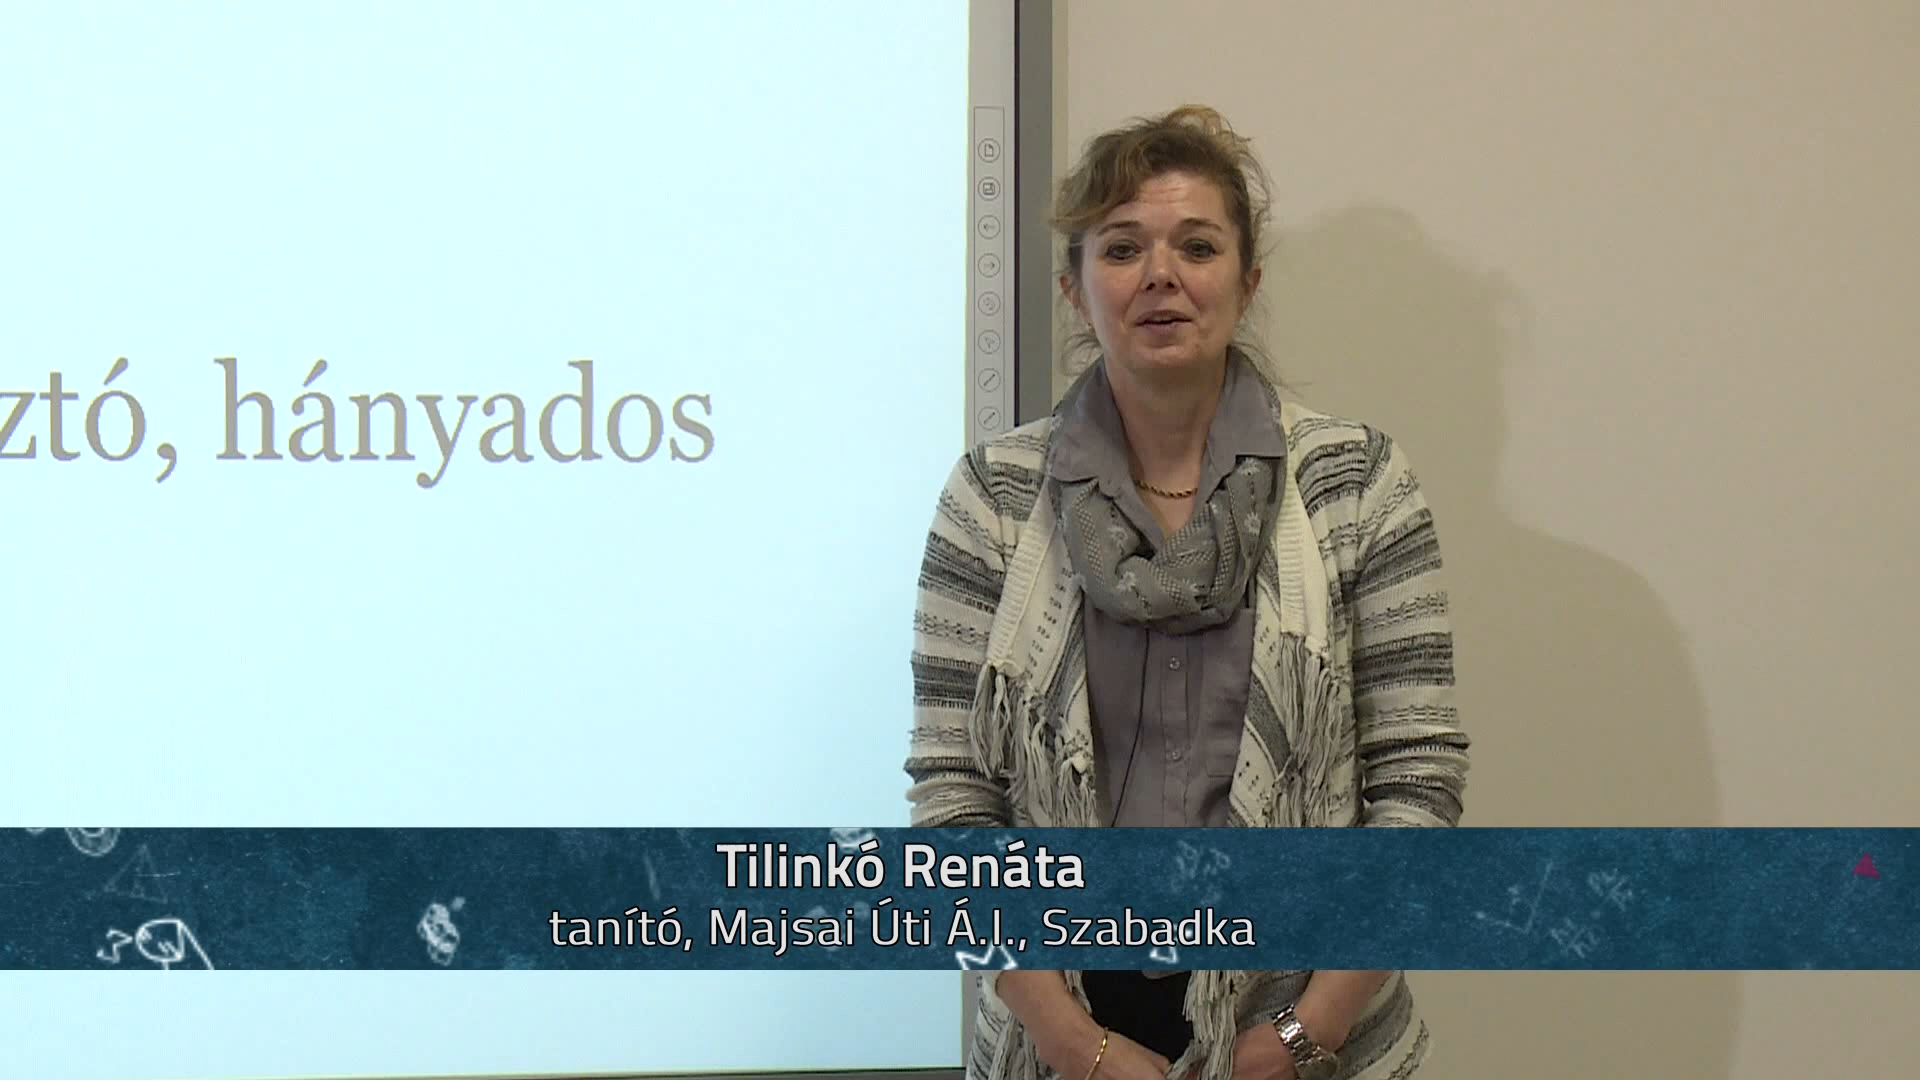 ztó, hányados
Tilinkó Renáta
tanító, Majsai Úti Á.I., Szabadka